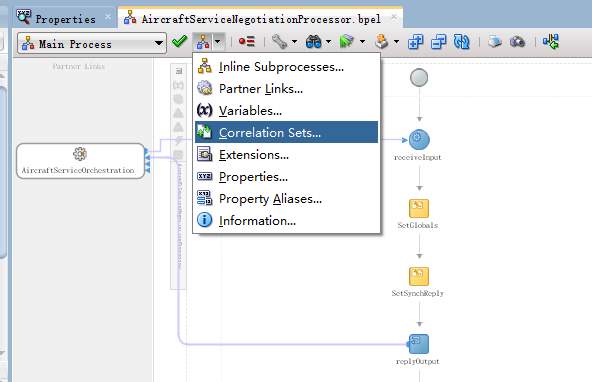 Properties
AircraftServiceNegotiationProcessor.bpel
Main Process
Partner Links
Inline Subprocesses...
Partner Links...
Variables...
Correlation Sets...
Extensions...
Properties...
Property Aliases...
Information...
AircraftServiceOrchestration
receiveInput
SetGlobals
SetSynchReply
replyOutput